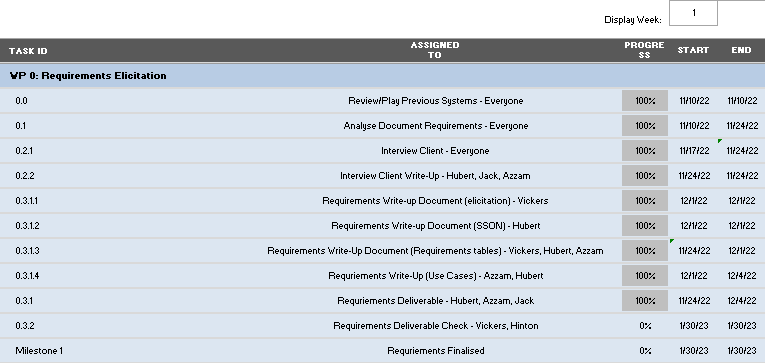 Display Week: 1
TASK ID ASSIGNED TO PROGRESS START END
WP 0: Requirements Elicitation
0.0 Review/Play Previous Systems - Everyone 100% 11/10/22 11/10/22
0.1 Analyse Document Requirements - Everyone 100% 11/10/22 11/24/22
0.2.1 Interview Client - Everyone 100% 11/17/22 11/24/22
0.2.2 Interview Client Write-Up - Hubert, Jack, Azzam 100% 11/24/22 11/24/22
0.3.1.1 Requirements Write-up Document (elicitation) - Vickers 100% 12/1/22 12/1/22
0.3.1.2 Requirements Write-up Document (SSON) - Hubert 100% 12/1/22 12/1/22
0.3.1.3 Requirements Write-Up Document (Requirements tables) - Vickers, Hubert, Azzam 100% 11/24/22 12/1/22
0.3.1.4 Requriements Write-Up (Use Cases) - Azzam, Hubert 100% 12/1/22 12/4/22
0.3.1 Requriements Deliverable - Hubert, Azzam, Jack 100% 11/24/22 12/4/22
0.3.2 Requirements Deliverable Check - Vickers, Hinton 0% 1/30/23 1/30/23
Milestone 1 Requriements Finalised 0% 1/30/23 1/30/23